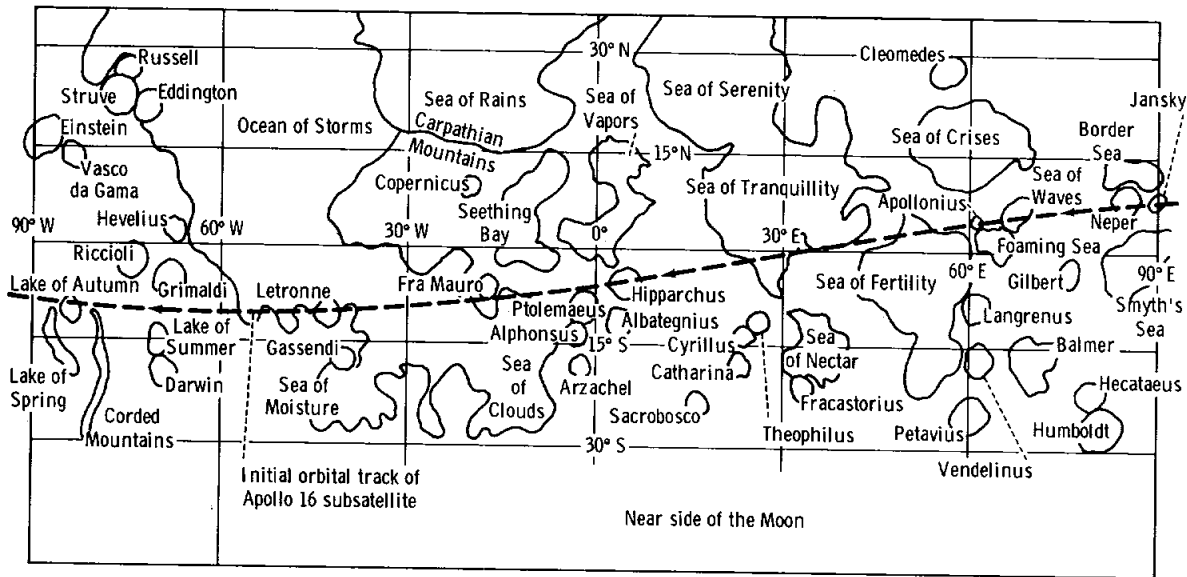 30° N
Cleomedes
Russell
Struve
Eddington
Sea of Rains
Sea of
Vapors
Sea of Serenity
Jansky
Einstein
Ocean of Storms
Carpathian
Mountains
15° N
Sea of Crises
Border
Sea
Vasco
da Gama
Copernicus
Seething
Bay
Sea of Tranquillity
Apollonius
Sea of
Waves
Neper
Hevelius
90° W
60° W
30° W
0°
30° E
60° E
90° E
Foaming Sea
Riccioli
Grimaldi
Lake of Autumn
Letronne
Fra Mauro
Hipparchus
Sea of Fertility
Gilbert
Smyth's
Sea
Ptolemaeus
Albategnius
Langrenus
Lake of
Summer
Gassendi
Alphonsus
15° S
Cyrillus
Sea
of Nectar
Balmer
Lake of
Spring
Darwin
Sea of
Moisture
Sea
of
Clouds
Arzachel
Catharina
Hecataeus
Corded
Mountains
Sacrobosco
Fracastorius
Theophilus
Petavius
Humboldt
30° S
Vendelinus
Initial orbital track of
Apollo 16 subsatellite
Near side of the Moon